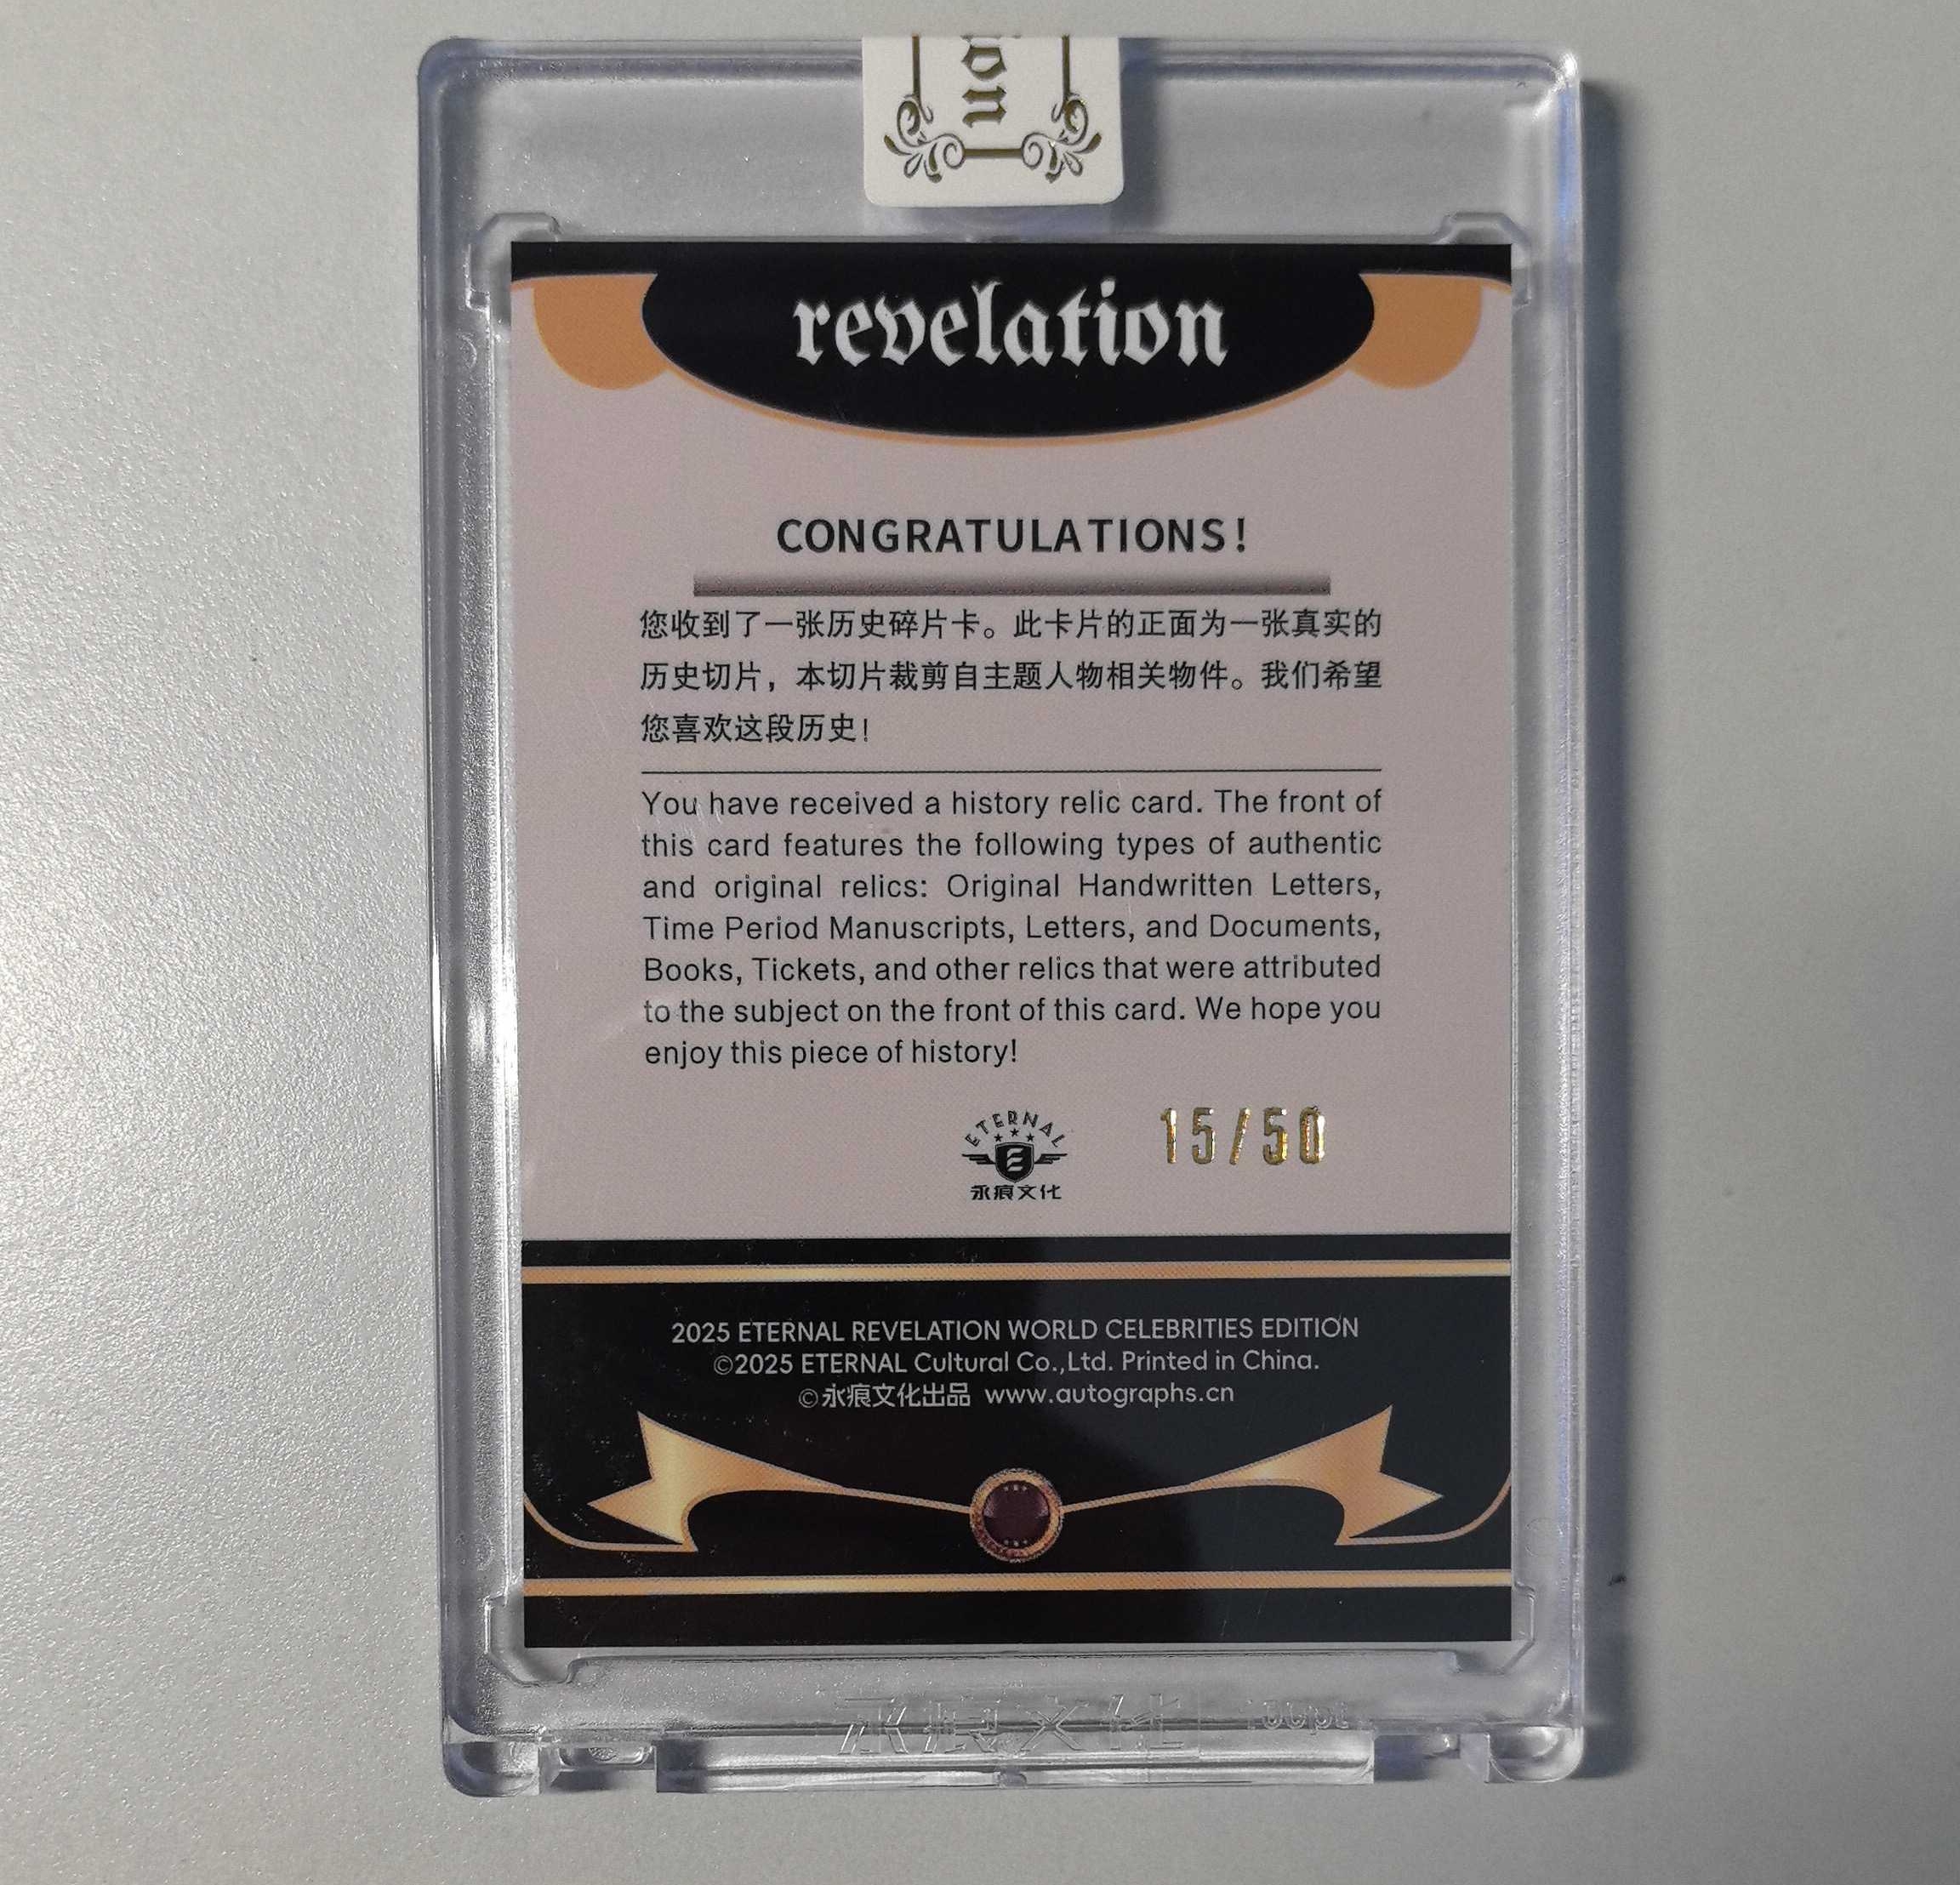 ion
revelation
CONGRATULATIONS!
您收到了一张历史碎片卡。此卡片的正面为一张真实的
历史切片，本切片裁剪自主题人物相关物件。我们希望
您喜欢这段历史!
You have received a history relic card. The front of
this card features the following types of authentic
and original relics: Original Handwritten Letters,
Time Period Manuscripts, Letters, and Documents,
Books, Tickets, and other relics that were attributed
to the subject on the front of this card. We hope you
enjoy this piece of history!
ETERNAL
永痕文化
15/50
2025 ETERNAL REVELATION WORLD CELEBRITIES EDITION
©2025 ETERNAL Cultural Co.,Ltd. Printed in China.
©永痕文化出品 www.autographs.cn
永痕文化